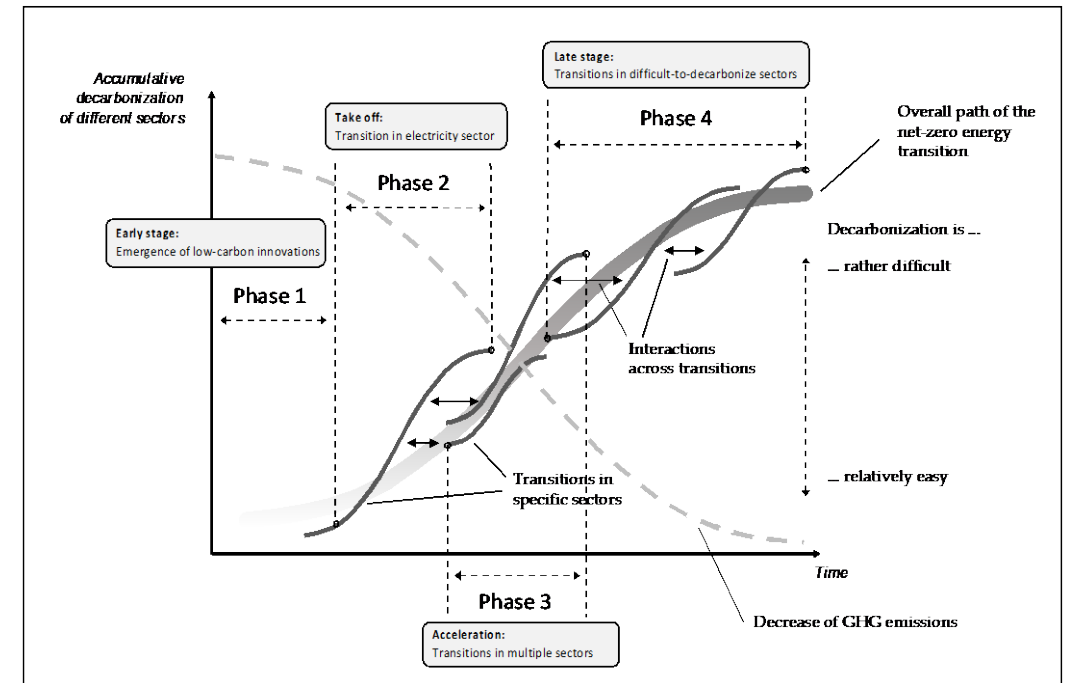 Late stage:
Transitions in difficult-to-decarbonize sectors
Accumulative
decarbonization
of different sectors
Take off:
Transition in electricity sector
Phase 4
Overall path of the
net-zero energy
transition
Phase 2
Early stage:
Emergence of low-carbon innovations
Decarbonization is ...
... rather difficult
Phase 1
Interactions
across transitions
Transitions in
specific sectors
... relatively easy
Time
Phase 3
Decrease of GHG emissions
Acceleration:
Transitions in multiple sectors